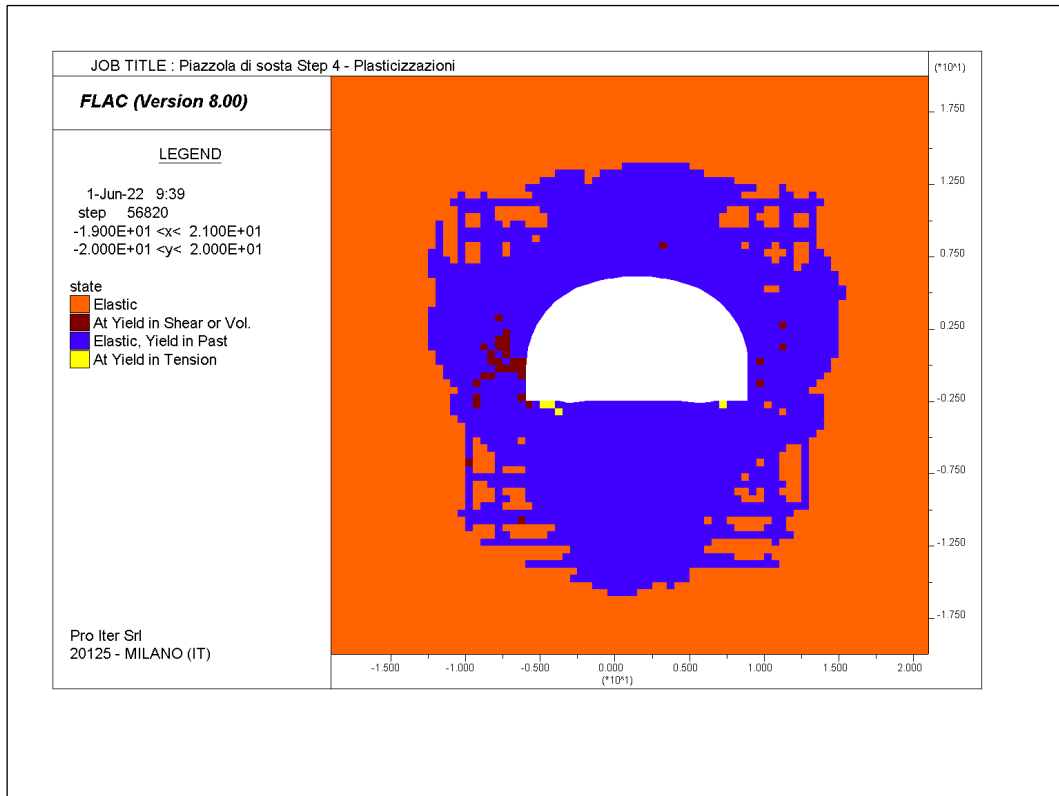 JOB TITLE : Piazzola di sosta Step 4 - Plasticizzazioni
(*10^1)
FLAC (Version 8.00)
LEGEND
1-Jun-22 9:39
step 56820
-1.900E+01 <x< 2.100E+01
-2.000E+01 <y< 2.000E+01
state
Elastic
At Yield in Shear or Vol.
Elastic, Yield in Past
At Yield in Tension
Pro Iter Srl
20125 - MILANO (IT)
1.750
1.250
0.750
0.250
-0.250
-0.750
-1.250
-1.750
-1.500 -1.000 -0.500 0.000 0.500 1.000 1.500 2.000
(*10^1)